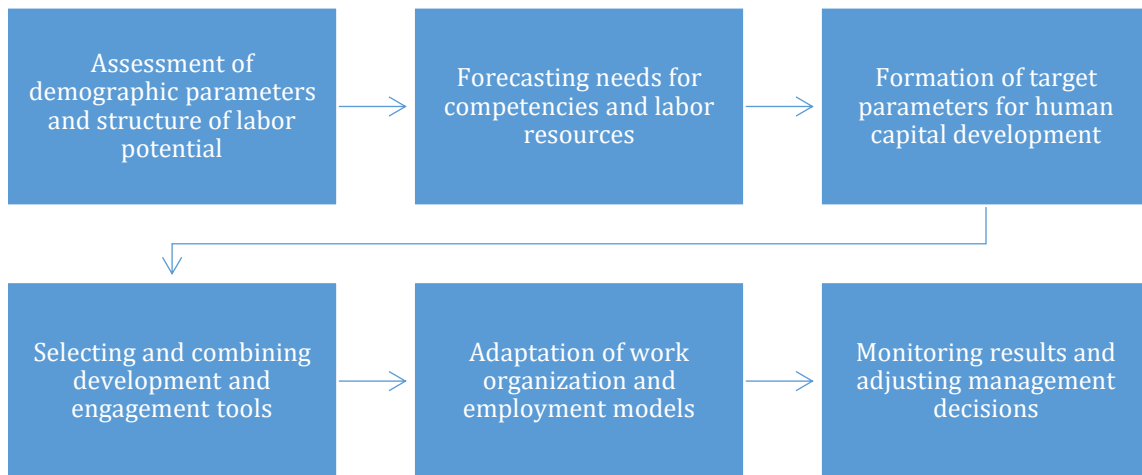 Assessment of
demographic parameters
and structure of labor
potential
Forecasting needs for
competencies and labor
resources
Formation of target
parameters for human
capital development
Selecting and combining
development and
engagement tools
Adaptation of work
organization and
employment models
Monitoring results and
adjusting management
decisions